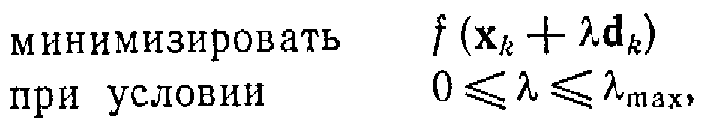 минимизировать f (x_k + λd_k)
при условии 0 ⩽ λ ⩽ λ_max,